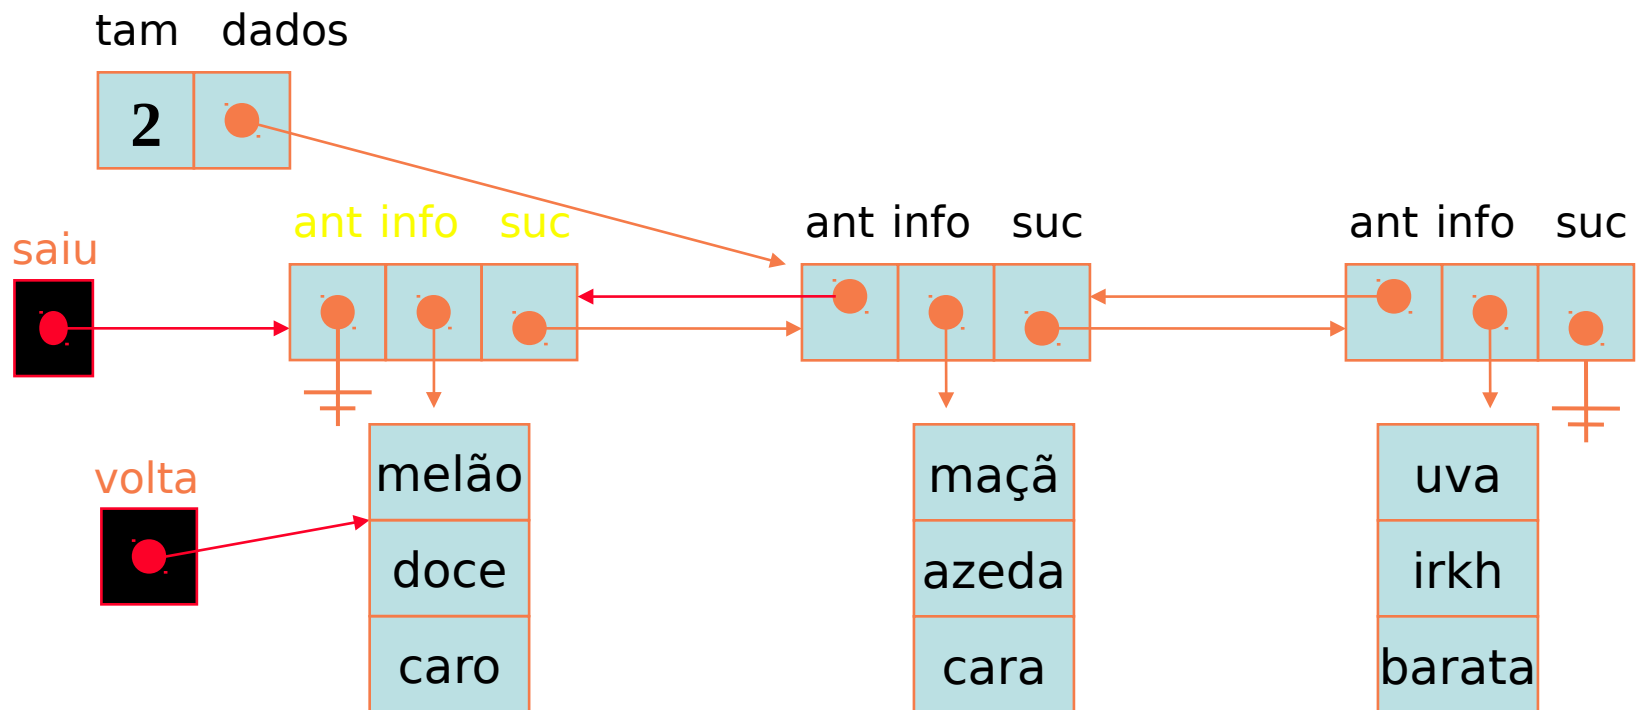 tam dados
2
saiu
ant info suc
ant info suc
ant info suc
volta
melão
doce
caro
maçã
azeda
cara
uva
irkh
barata